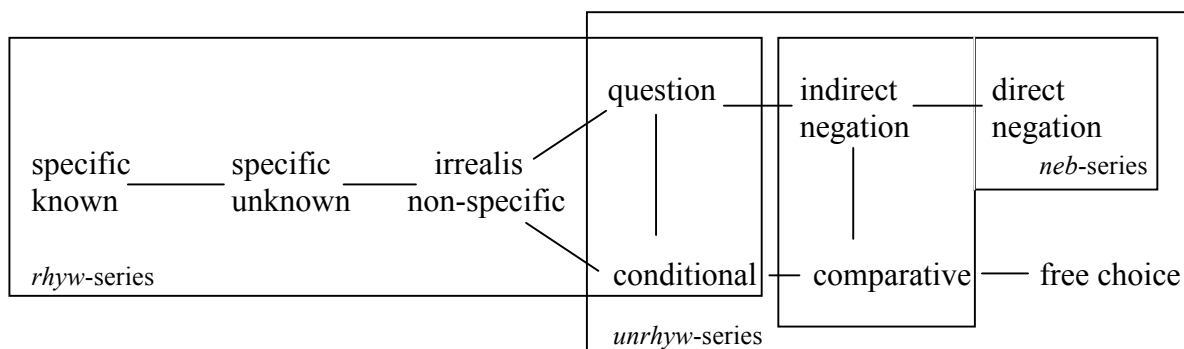 question
indirect
negation
direct
negation
neb-series
specific
known
specific
unknown
irrealis
non-specific
rhyw-series
conditional
comparative
free choice
unrhyw-series